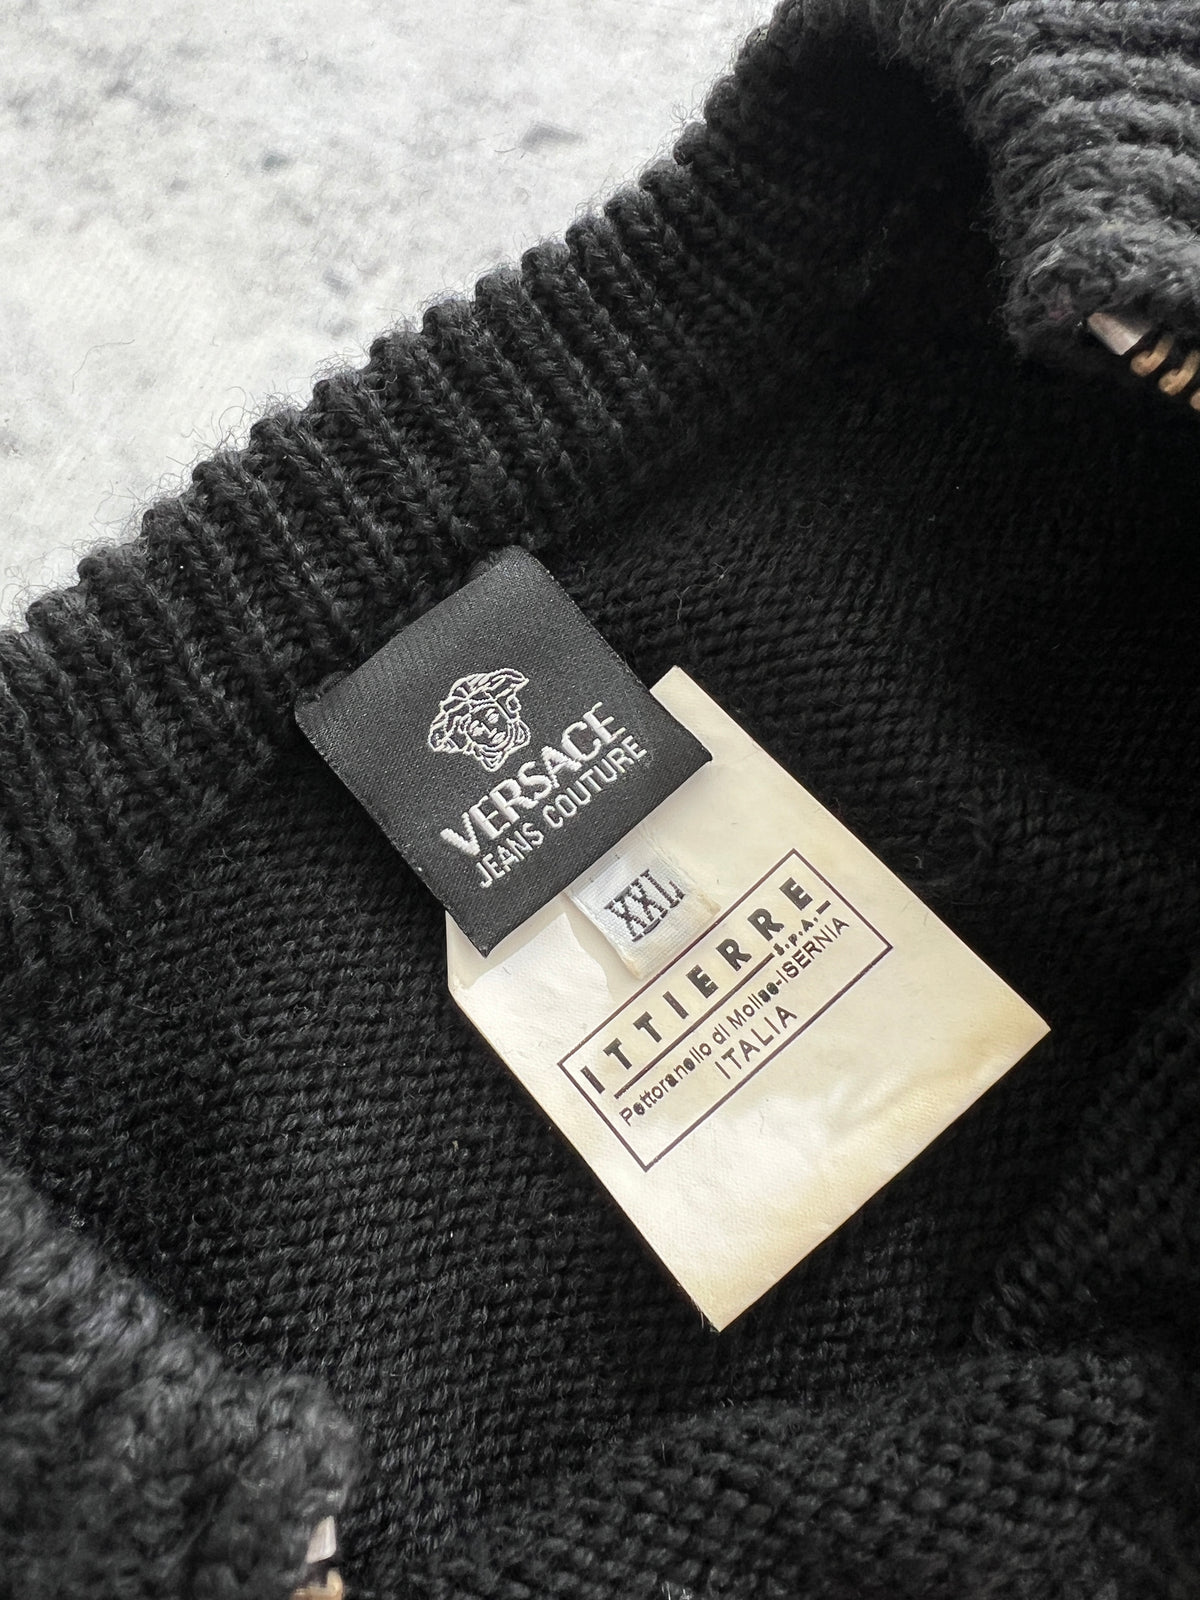 VERSACE
JEANS COUTURE
XXL
ITTIERRE
S.p.A.
Pettoranello di Molise-ISERNIA
ITALIA